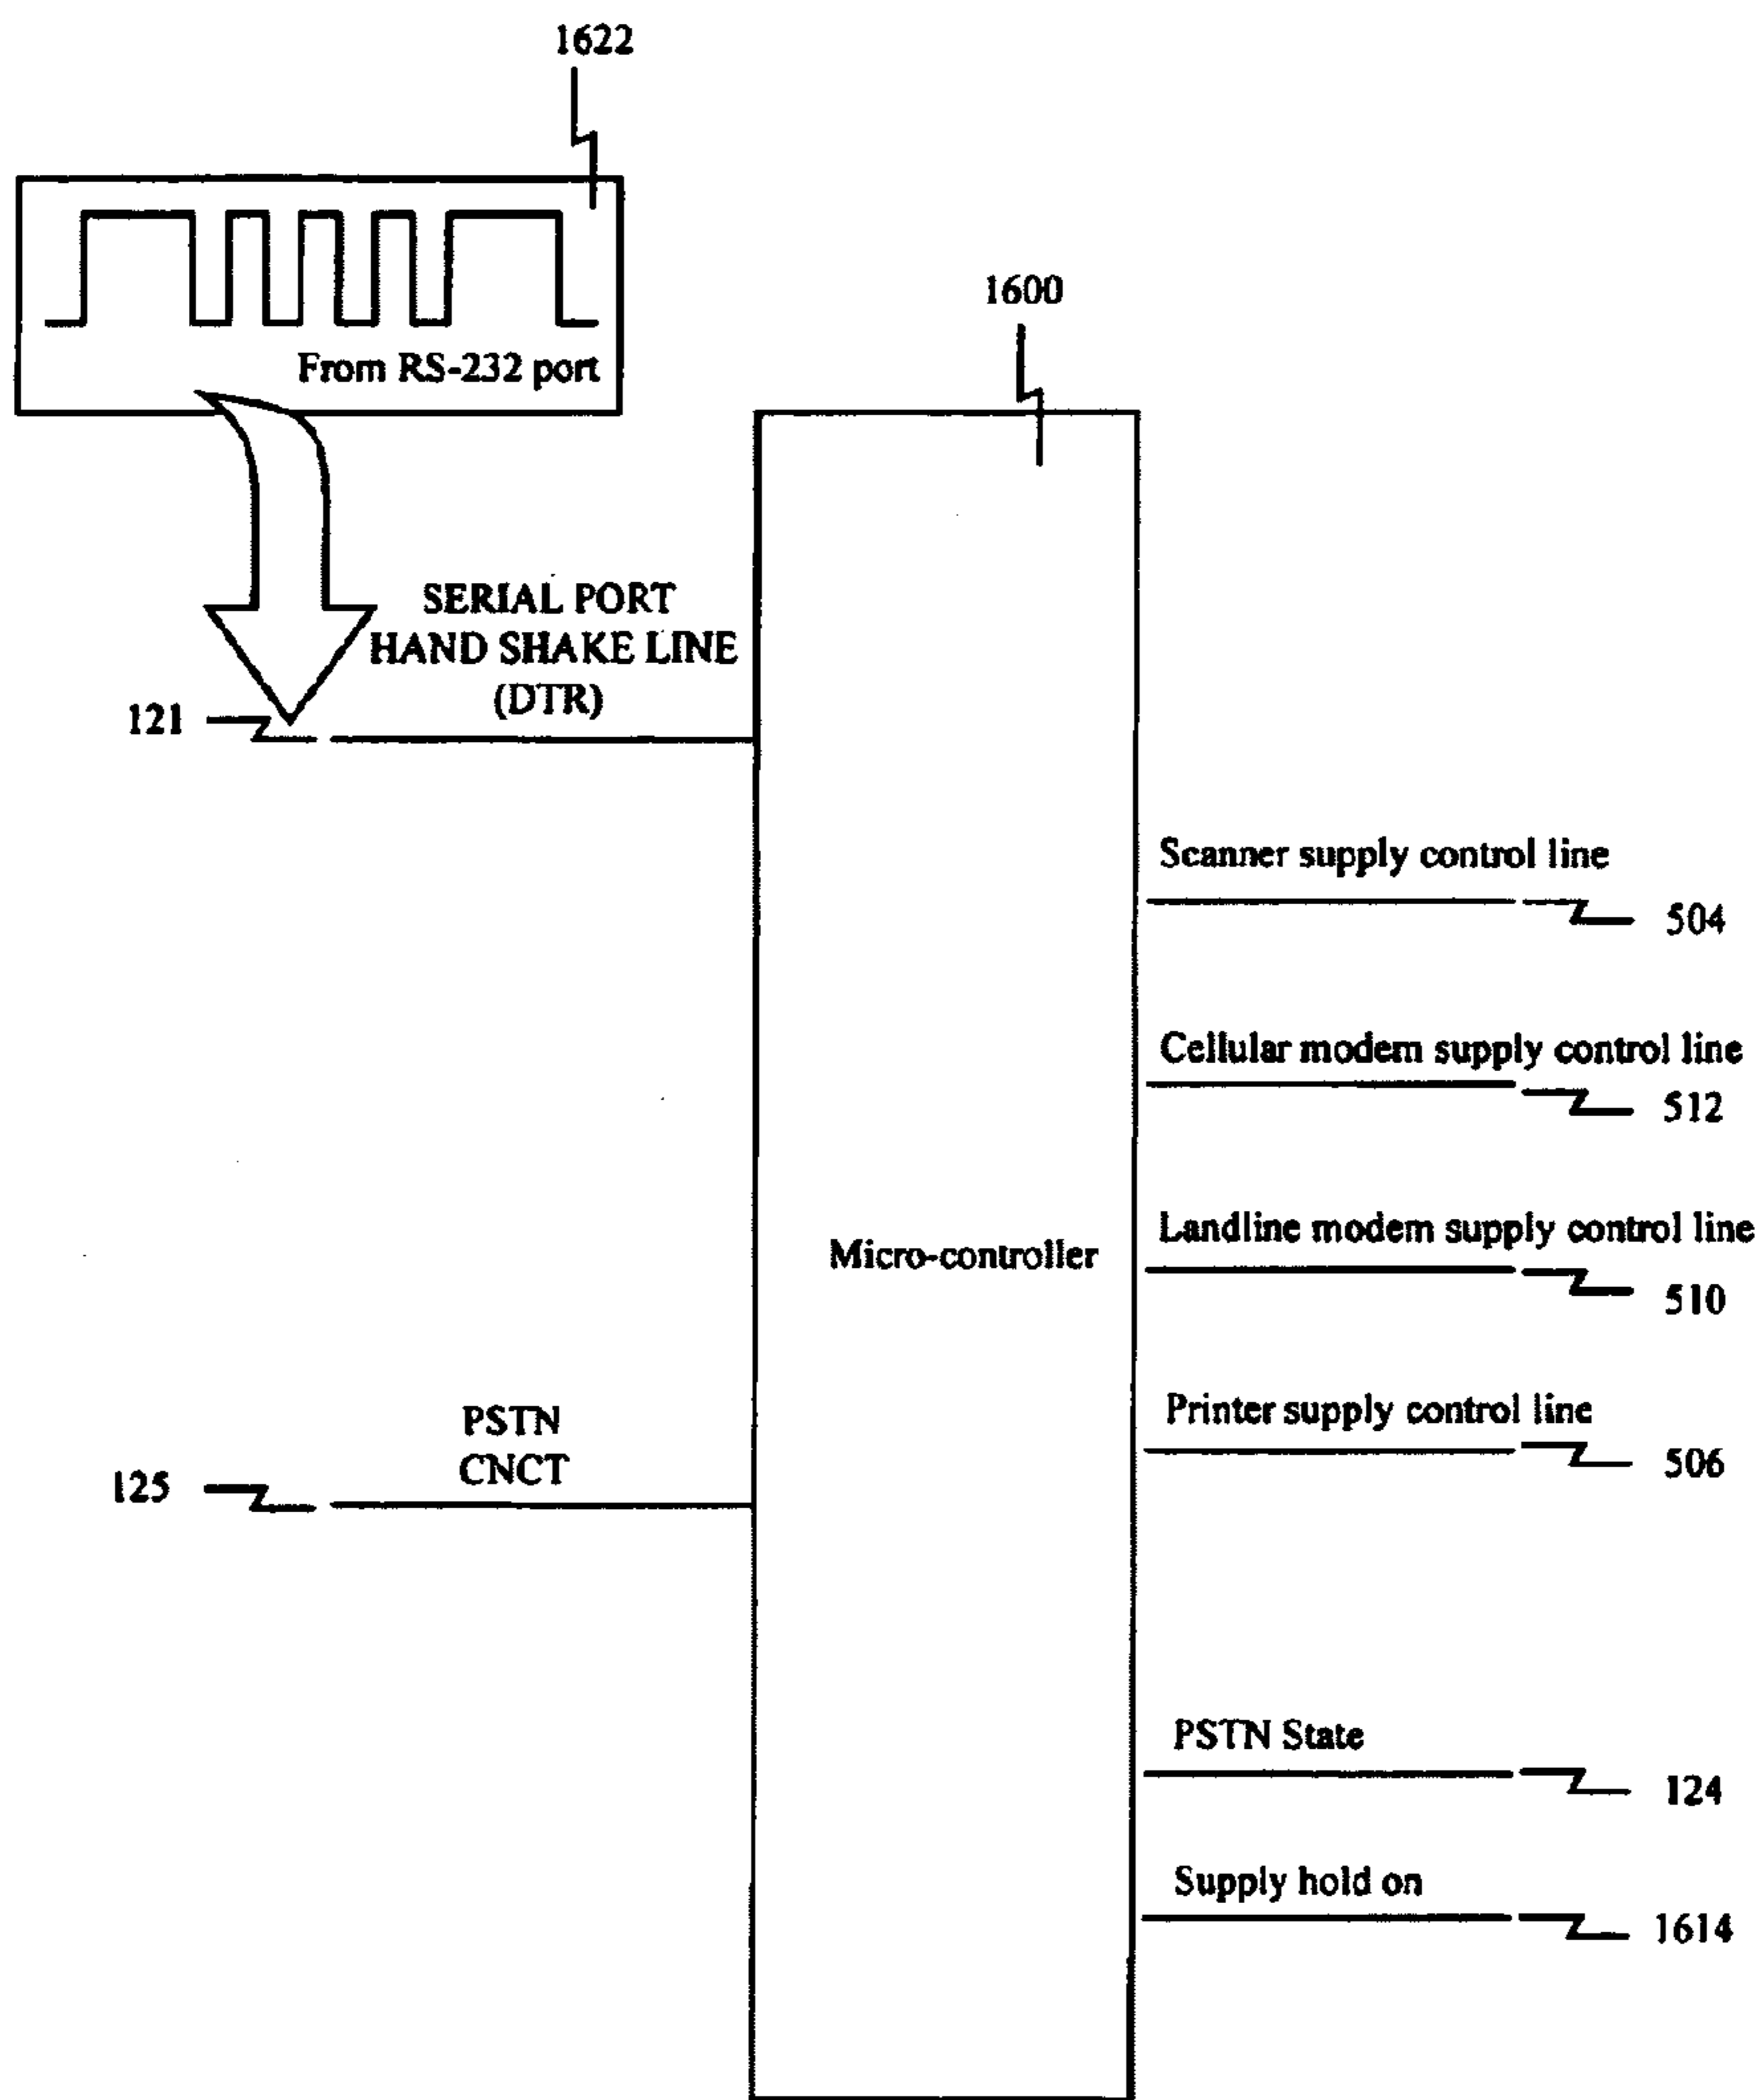 1622
From RS-232 port
1600
SERIAL PORT
HAND SHAKE LINE
(DTR)
121
Scanner supply control line
504
Cellular modem supply control line
512
Landline modem supply control line
510
Micro-controller
Printer supply control line
506
PSTN
CNCT
125
PSTN State
124
Supply hold on
1614